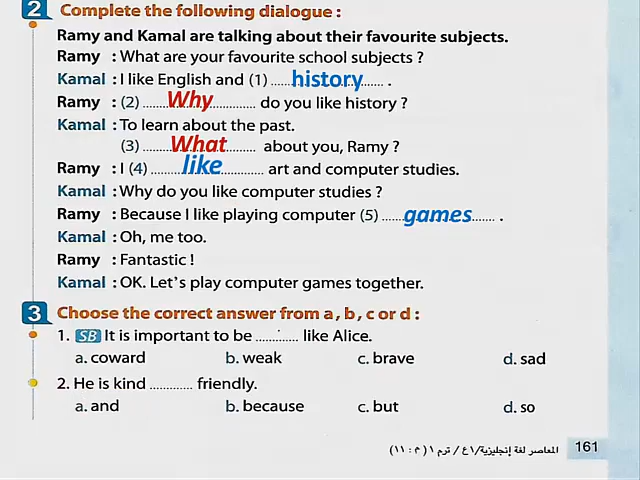 2 Complete the following dialogue :
Ramy and Kamal are talking about their favourite subjects.
Ramy : What are your favourite school subjects ?
Kamal : I like English and (1) ......history...... .
Ramy : (2) ......Why...... do you like history ?
Kamal : To learn about the past.
(3) ......What...... about you, Ramy ?
Ramy : I (4) ......like...... art and computer studies.
Kamal : Why do you like computer studies ?
Ramy : Because I like playing computer (5) ......games...... .
Kamal : Oh, me too.
Ramy : Fantastic !
Kamal : OK. Let's play computer games together.
3 Choose the correct answer from a, b, c or d :
1. SB It is important to be ............ like Alice.
a. coward b. weak c. brave d. sad
2. He is kind ............ friendly.
a. and b. because c. but d. so
المعاصر لغة إنجليزية/١ع / ترم ١ (م : ١١) 161